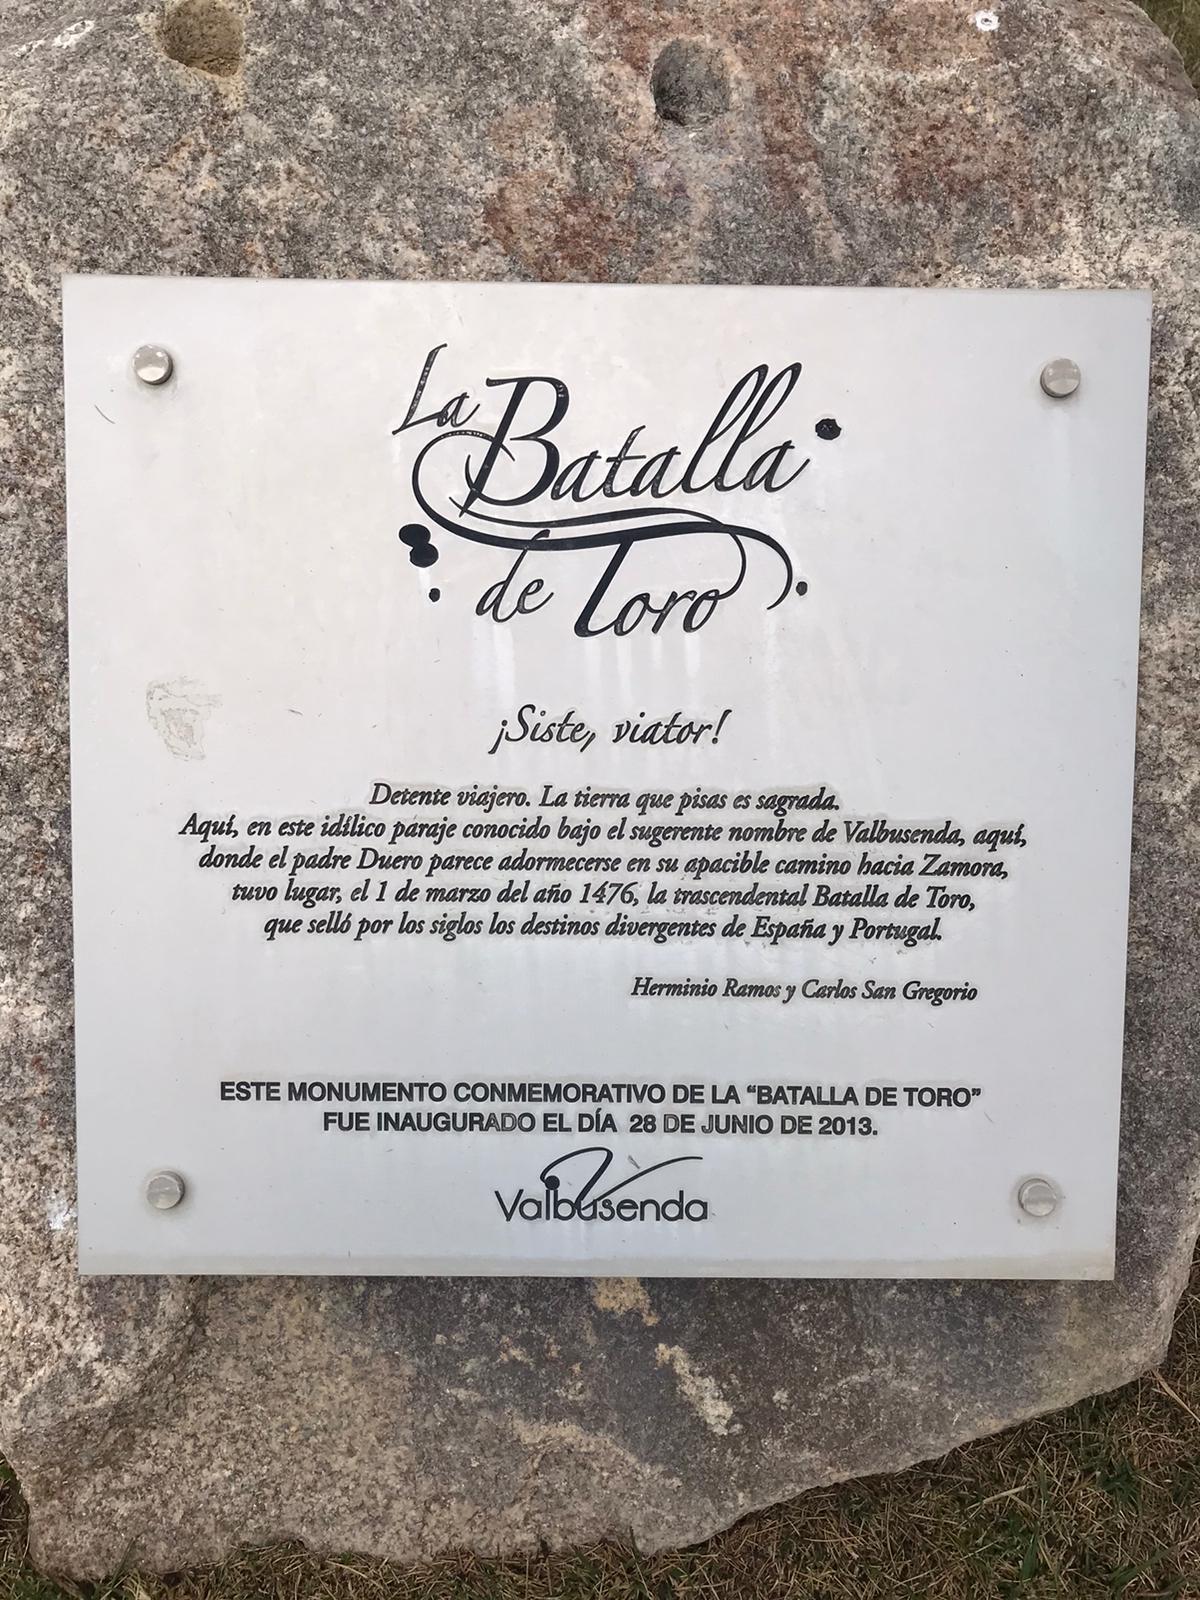 La
Batalla
de Toro
¡Siste, viator!
Detente viajero. La tierra que pisas es sagrada.
Aquí, en este idílico paraje conocido bajo el sugerente nombre de Valbusenda, aquí,
donde el padre Duero parece adormecerse en su apacible camino hacia Zamora,
tuvo lugar, el 1 de marzo del año 1476, la trascendental Batalla de Toro,
que selló por los siglos los destinos divergentes de España y Portugal.
Herminio Ramos y Carlos San Gregorio
ESTE MONUMENTO CONMEMORATIVO DE LA “BATALLA DE TORO”
FUE INAUGURADO EL DÍA 28 DE JUNIO DE 2013.
Valbusenda